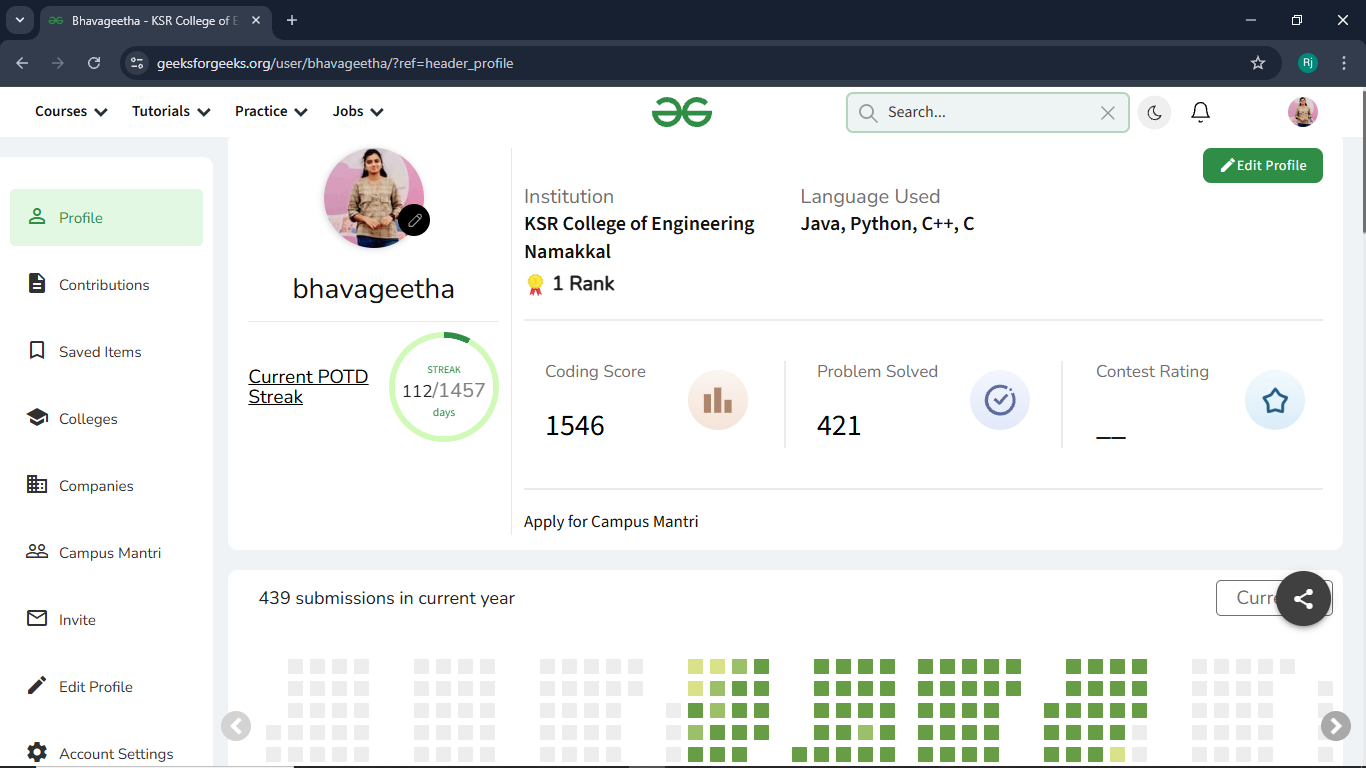 Bhavageetha - KSR College of E
geeksforgeeks.org/user/bhavageetha/?ref=header_profile
Rj
Courses
Tutorials
Practice
Jobs
Search...
Profile
Contributions
Saved Items
Colleges
Companies
Campus Mantri
Invite
Edit Profile
Account Settings
bhavageetha
Current POTD
Streak
STREAK
112/1457
days
Edit Profile
Institution
KSR College of Engineering
Namakkal
1 Rank
Language Used
Java, Python, C++, C
Coding Score
1546
Problem Solved
421
Contest Rating
__
Apply for Campus Mantri
439 submissions in current year